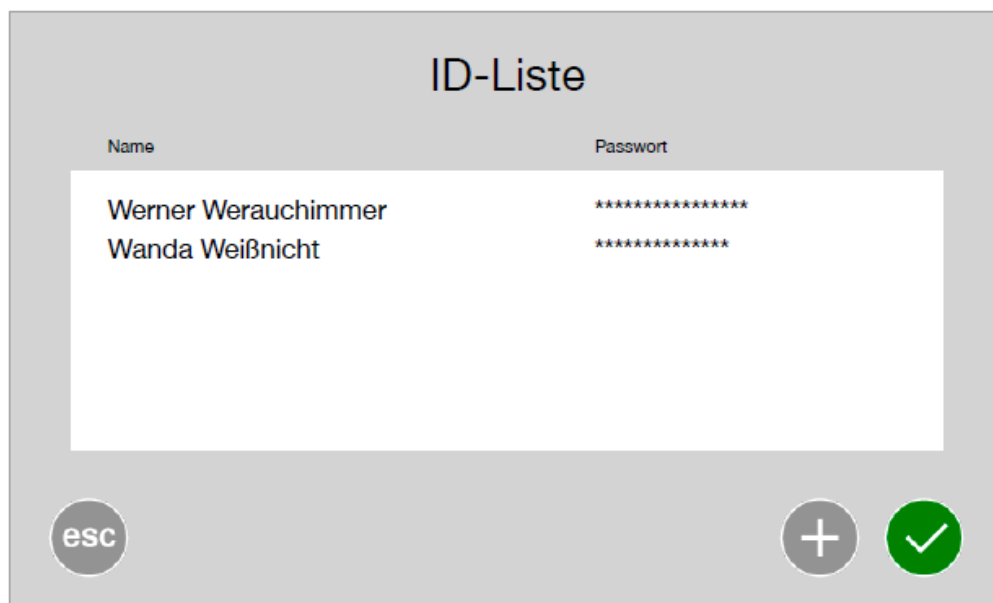 ID-Liste
Name Passwort
Werner Werauchimmer ****************
Wanda Weißnicht **************
esc